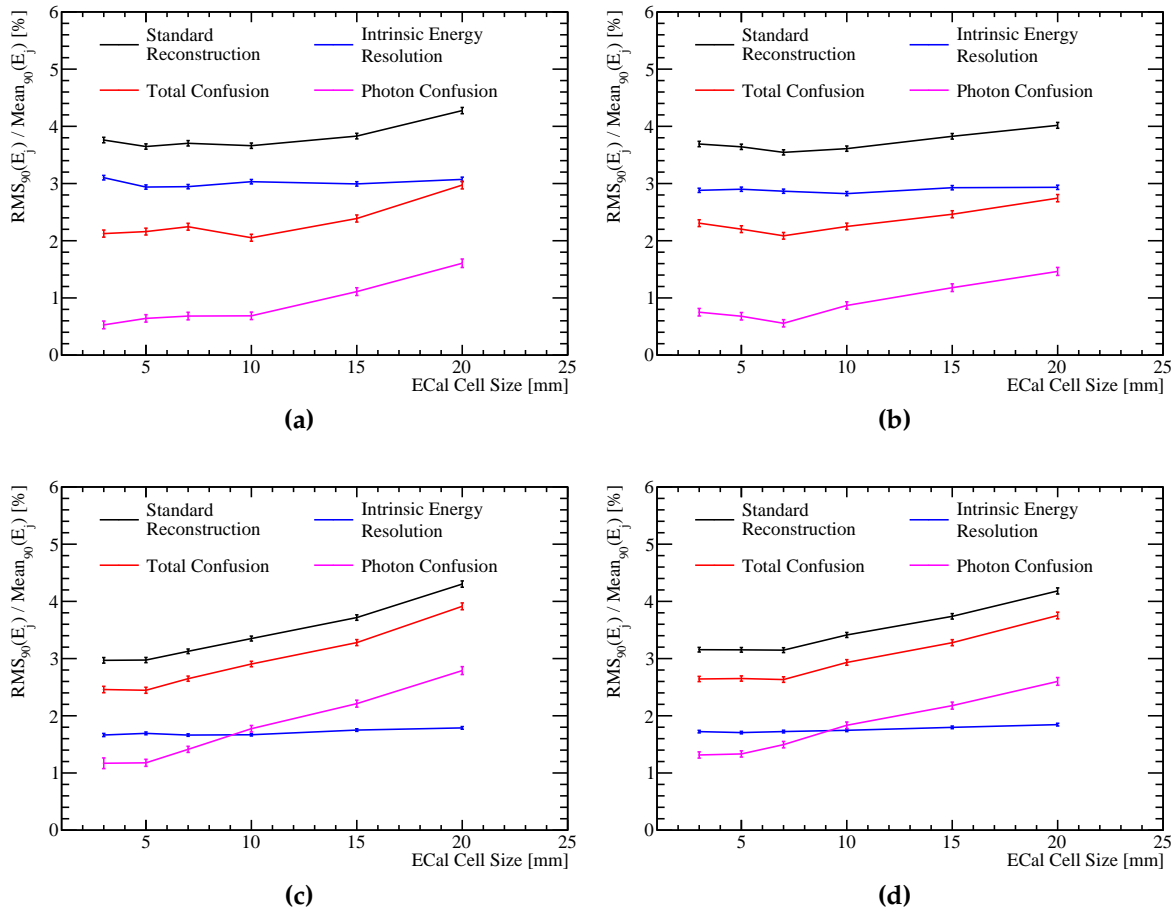 RMS₉₀(Eⱼ) / Mean₉₀(Eⱼ) [%]
6
5
4
3
2
1
0
Standard
Reconstruction
Intrinsic Energy
Resolution
Total Confusion
Photon Confusion
5 10 15 20 25
ECal Cell Size [mm]
(a)
RMS₉₀(Eⱼ) / Mean₉₀(Eⱼ) [%]
6
5
4
3
2
1
0
Standard
Reconstruction
Intrinsic Energy
Resolution
Total Confusion
Photon Confusion
5 10 15 20 25
ECal Cell Size [mm]
(b)
RMS₉₀(Eⱼ) / Mean₉₀(Eⱼ) [%]
6
5
4
3
2
1
0
Standard
Reconstruction
Intrinsic Energy
Resolution
Total Confusion
Photon Confusion
5 10 15 20 25
ECal Cell Size [mm]
(c)
RMS₉₀(Eⱼ) / Mean₉₀(Eⱼ) [%]
6
5
4
3
2
1
0
Standard
Reconstruction
Intrinsic Energy
Resolution
Total Confusion
Photon Confusion
5 10 15 20 25
ECal Cell Size [mm]
(d)